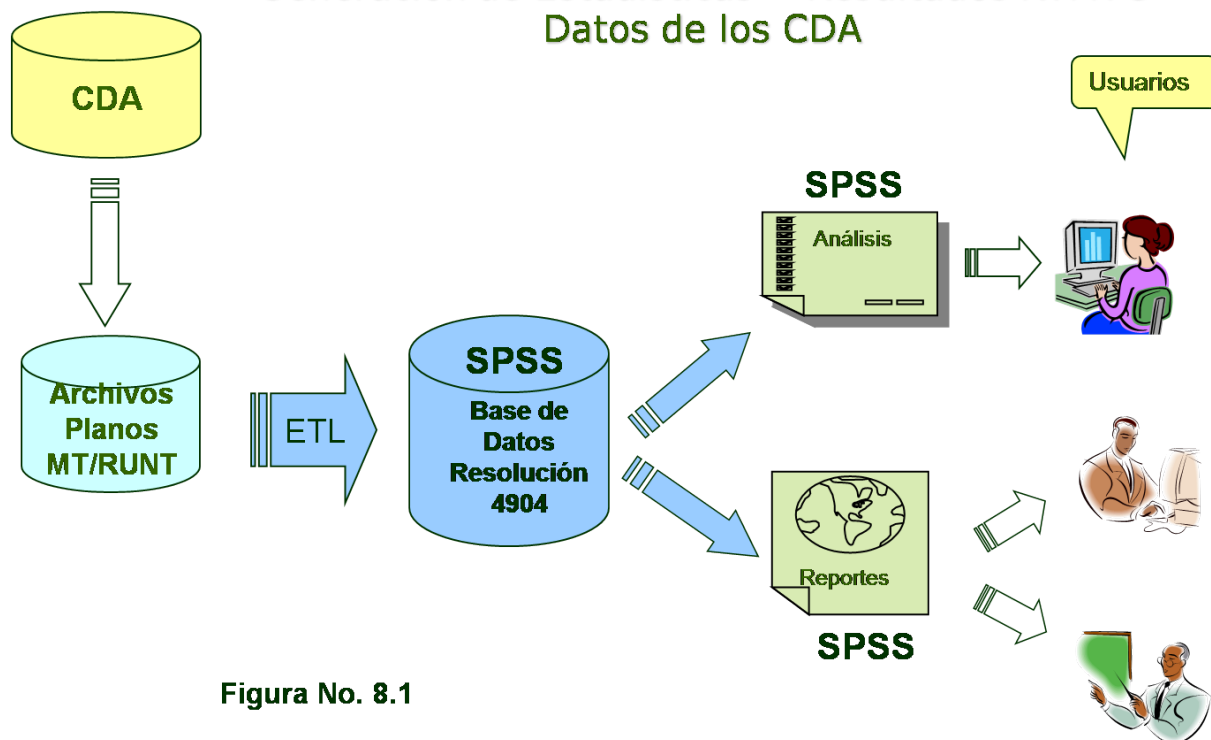 Datos de los CDA
CDA
Usuarios
SPSS
Análisis
Archivos
Planos
MT/RUNT
ETL
SPSS
Base de
Datos
Resolución
4904
Reportes
SPSS
Figura No. 8.1